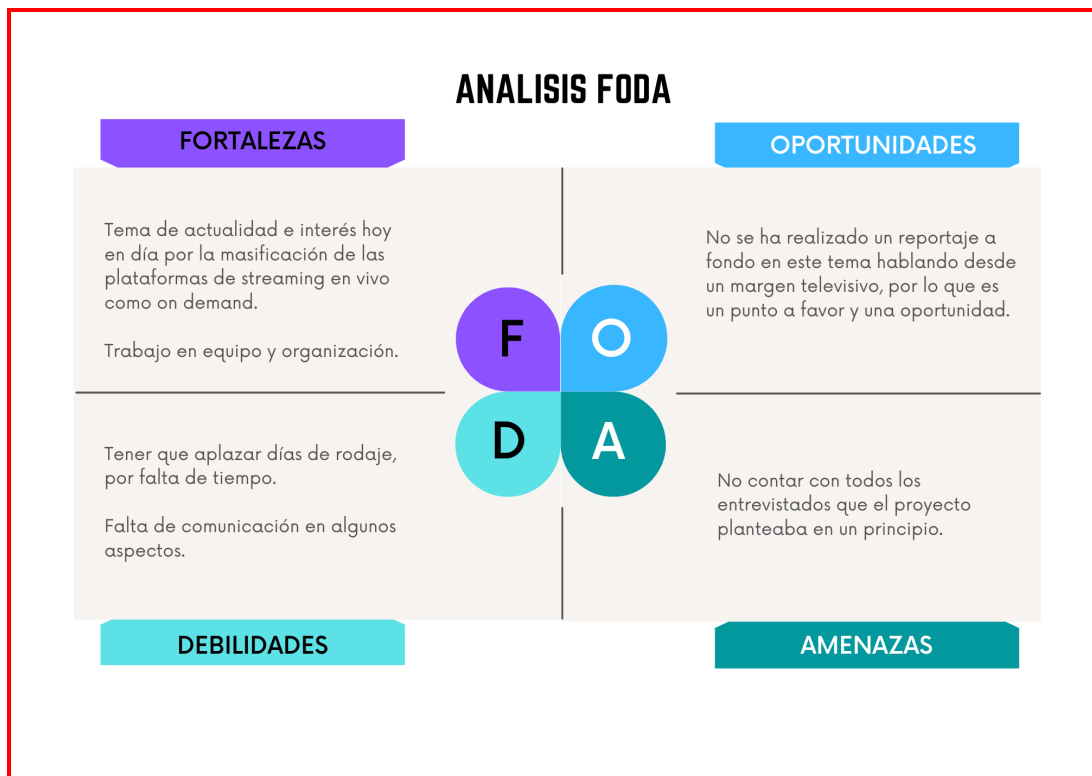 ANALISIS FODA
FORTALEZAS
Tema de actualidad e interés hoy
en día por la masificación de las
plataformas de streaming en vivo
como on demand.
Trabajo en equipo y organización.
OPORTUNIDADES
No se ha realizado un reportaje a
fondo en este tema hablando desde
un margen televisivo, por lo que es
un punto a favor y una oportunidad.
F
O
D
A
Tener que aplazar días de rodaje,
por falta de tiempo.
Falta de comunicación en algunos
aspectos.
DEBILIDADES
No contar con todos los
entrevistados que el proyecto
planteaba en un principio.
AMENAZAS